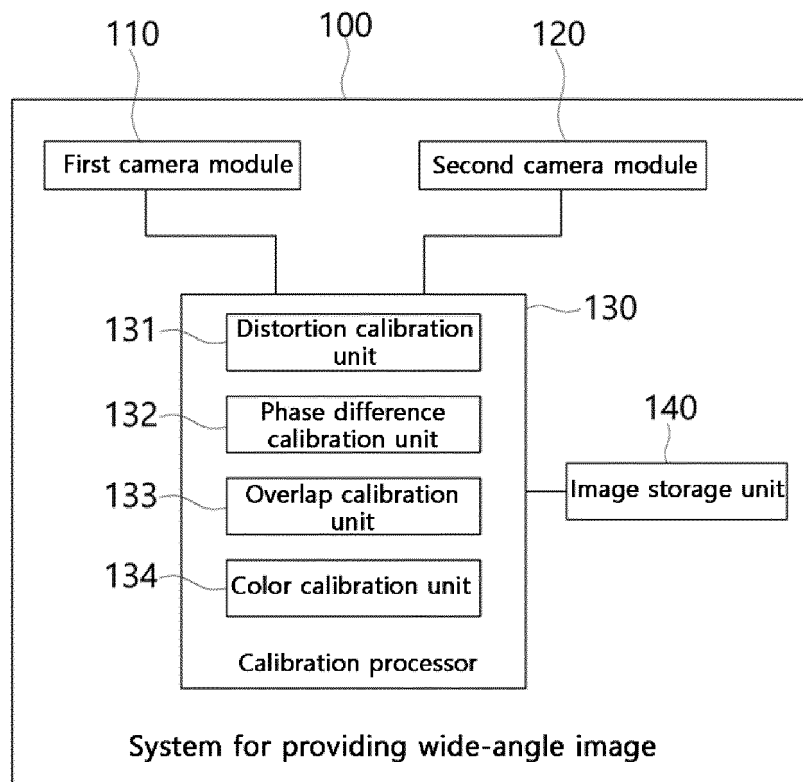 110
100
120
First camera module
Second camera module
130
131
Distortion calibration
unit
132
Phase difference
calibration unit
140
133
Overlap calibration
unit
Image storage unit
134
Color calibration unit
Calibration processor
System for providing wide-angle image